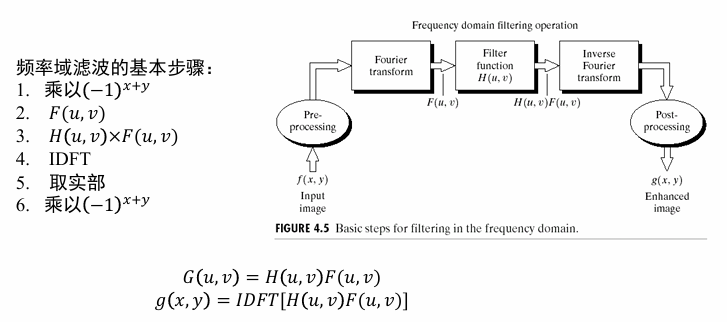 频率域滤波的基本步骤：
1. 乘以(−1)^{x+y}
2. F(u, v)
3. H(u, v)×F(u, v)
4. IDFT
5. 取实部
6. 乘以(−1)^{x+y}
Frequency domain filtering operation
Fourier
transform
Filter
function
H(u, v)
Inverse
Fourier
transform
F(u, v)
H(u, v)F(u, v)
Pre-
processing
Post-
processing
f(x, y)
Input
image
g(x, y)
Enhanced
image
FIGURE 4.5 Basic steps for filtering in the frequency domain.
G(u, v) = H(u, v)F(u, v)
g(x, y) = IDFT[H(u, v)F(u, v)]